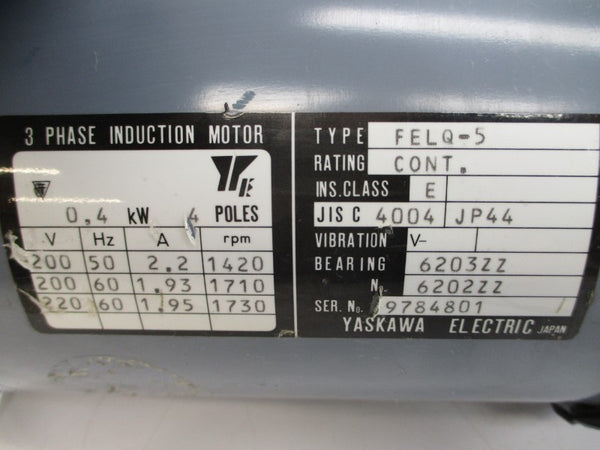 3 PHASE INDUCTION MOTOR
0.4 kW 4 POLES
V Hz A rpm
200 50 2.2 1420
200 60 1.93 1710
220 60 1.95 1730
TYPE FELQ-5
RATING CONT.
INS.CLASS E
JIS C 4004 JP44
VIBRATION V-
BEARING 6203ZZ
No. 6202ZZ
SER. No. 9784801
YASKAWA ELECTRIC JAPAN